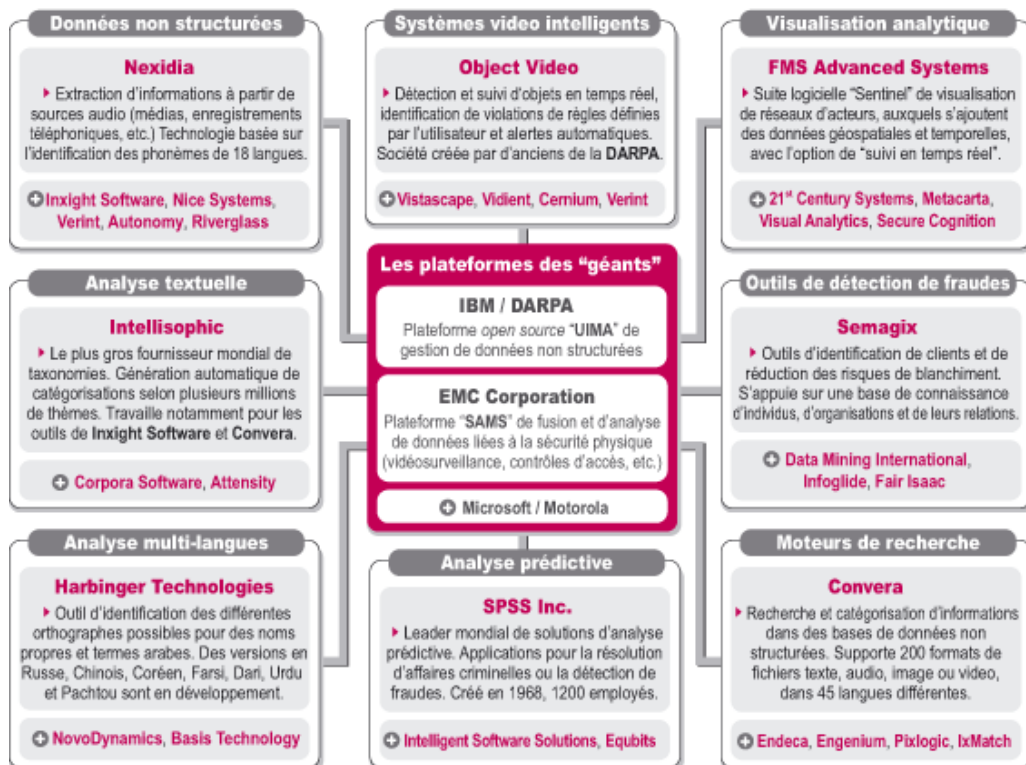 Données non structurées
Nexidia
‣ Extraction d'informations à partir de
sources audio (médias, enregistrements
téléphoniques, etc.) Technologie basée sur
l'identification des phonèmes de 18 langues.
Inxight Software, Nice Systems,
Verint, Autonomy, Riverglass
Systèmes video intelligents
Object Video
‣ Détection et suivi d'objets en temps réel,
identification de violations de règles définies
par l'utilisateur et alertes automatiques.
Société créée par d'anciens de la DARPA.
Vistascape, Vidient, Cernium, Verint
Visualisation analytique
FMS Advanced Systems
‣ Suite logicielle "Sentinel" de visualisation
de réseaux d'acteurs, auxquels s'ajoutent
des données géospatiales et temporelles,
avec l'option de "suivi en temps réel".
21st Century Systems, Metacarta,
Visual Analytics, Secure Cognition
Analyse textuelle
Intellisophic
‣ Le plus gros fournisseur mondial de
taxonomies. Génération automatique de
catégorisations selon plusieurs millions
de thèmes. Travaille notamment pour les
outils de Inxight Software et Convera.
Corpora Software, Attensity
Les plateformes des "géants"
IBM / DARPA
Plateforme open source "UIMA" de
gestion de données non structurées
EMC Corporation
Plateforme "SAMS" de fusion et d'analyse
de données liées à la sécurité physique
(vidéosurveillance, contrôles d'accès, etc.)
Microsoft / Motorola
Outils de détection de fraudes
Semagix
‣ Outils d'identification de clients et de
réduction des risques de blanchiment.
S'appuie sur une base de connaissance
d'individus, d'organisations et de leurs relations.
Data Mining International,
Infoglide, Fair Isaac
Analyse multi-langues
Harbinger Technologies
‣ Outil d'identification des différentes
orthographes possibles pour des noms
propres et termes arabes. Des versions en
Russe, Chinois, Coréen, Farsi, Dari, Urdu
et Pachtou sont en développement.
NovoDynamics, Basis Technology
Analyse prédictive
SPSS Inc.
‣ Leader mondial de solutions d'analyse
prédictive. Applications pour la résolution
d'affaires criminelles ou la détection de
fraudes. Créé en 1968, 1200 employés.
Intelligent Software Solutions, Equbits
Moteurs de recherche
Convera
‣ Recherche et catégorisation d'informations
dans des bases de données non
structurées. Supporte 200 formats de
fichiers texte, audio, image ou video,
dans 45 langues différentes.
Endeca, Engenium, Pixlogic, IxMatch